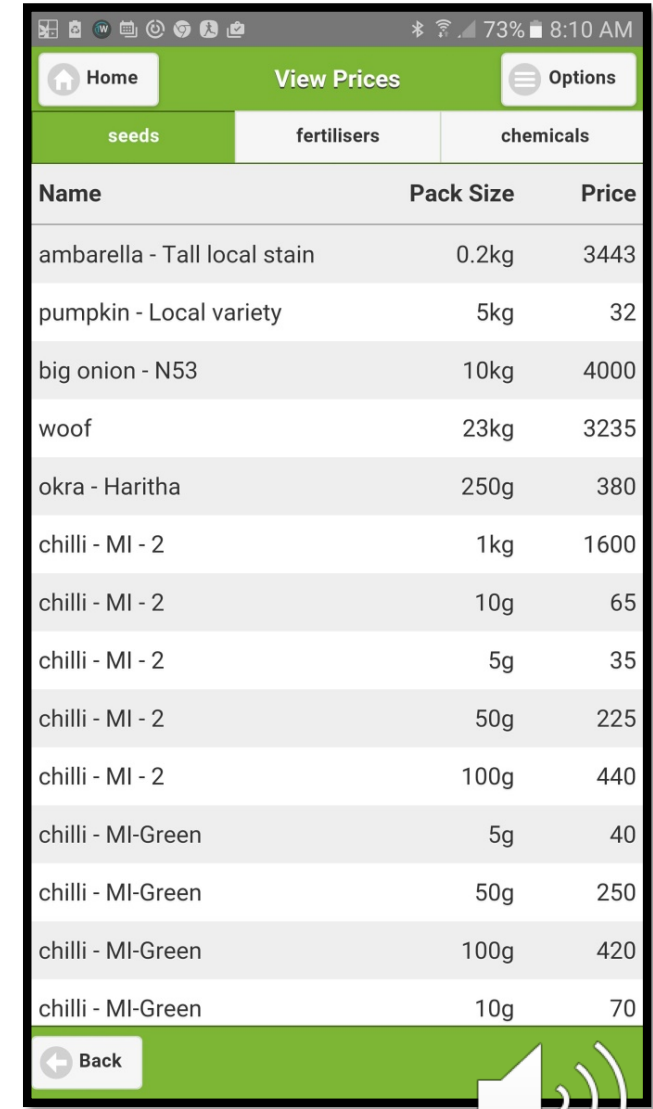 73% 8:10 AM
Home View Prices Options
seeds fertilisers chemicals
Name Pack Size Price
ambarella - Tall local stain 0.2kg 3443
pumpkin - Local variety 5kg 32
big onion - N53 10kg 4000
woof 23kg 3235
okra - Haritha 250g 380
chilli - MI - 2 1kg 1600
chilli - MI - 2 10g 65
chilli - MI - 2 5g 35
chilli - MI - 2 50g 225
chilli - MI - 2 100g 440
chilli - MI-Green 5g 40
chilli - MI-Green 50g 250
chilli - MI-Green 100g 420
chilli - MI-Green 10g 70
Back